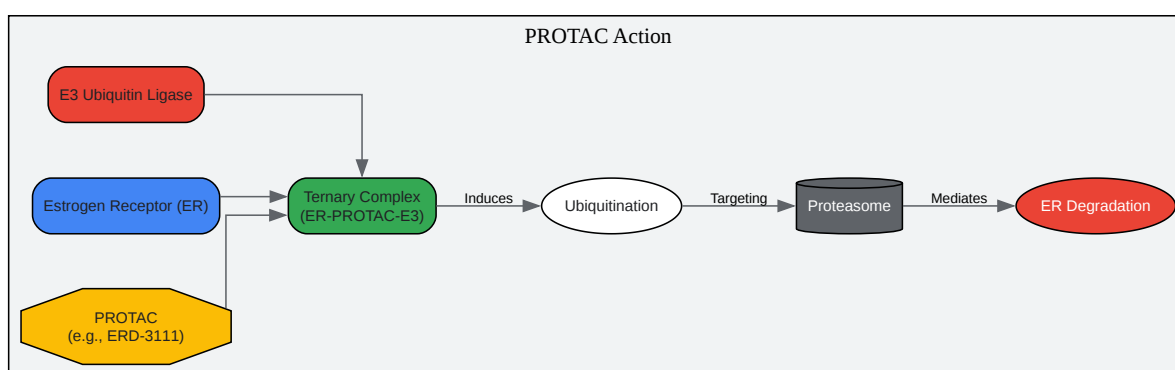 PROTAC Action
E3 Ubiquitin Ligase
Estrogen Receptor (ER)
PROTAC
(e.g., ERD-3111)
Ternary Complex
(ER-PROTAC-E3)
Induces
Ubiquitination
Targeting
Proteasome
Mediates
ER Degradation